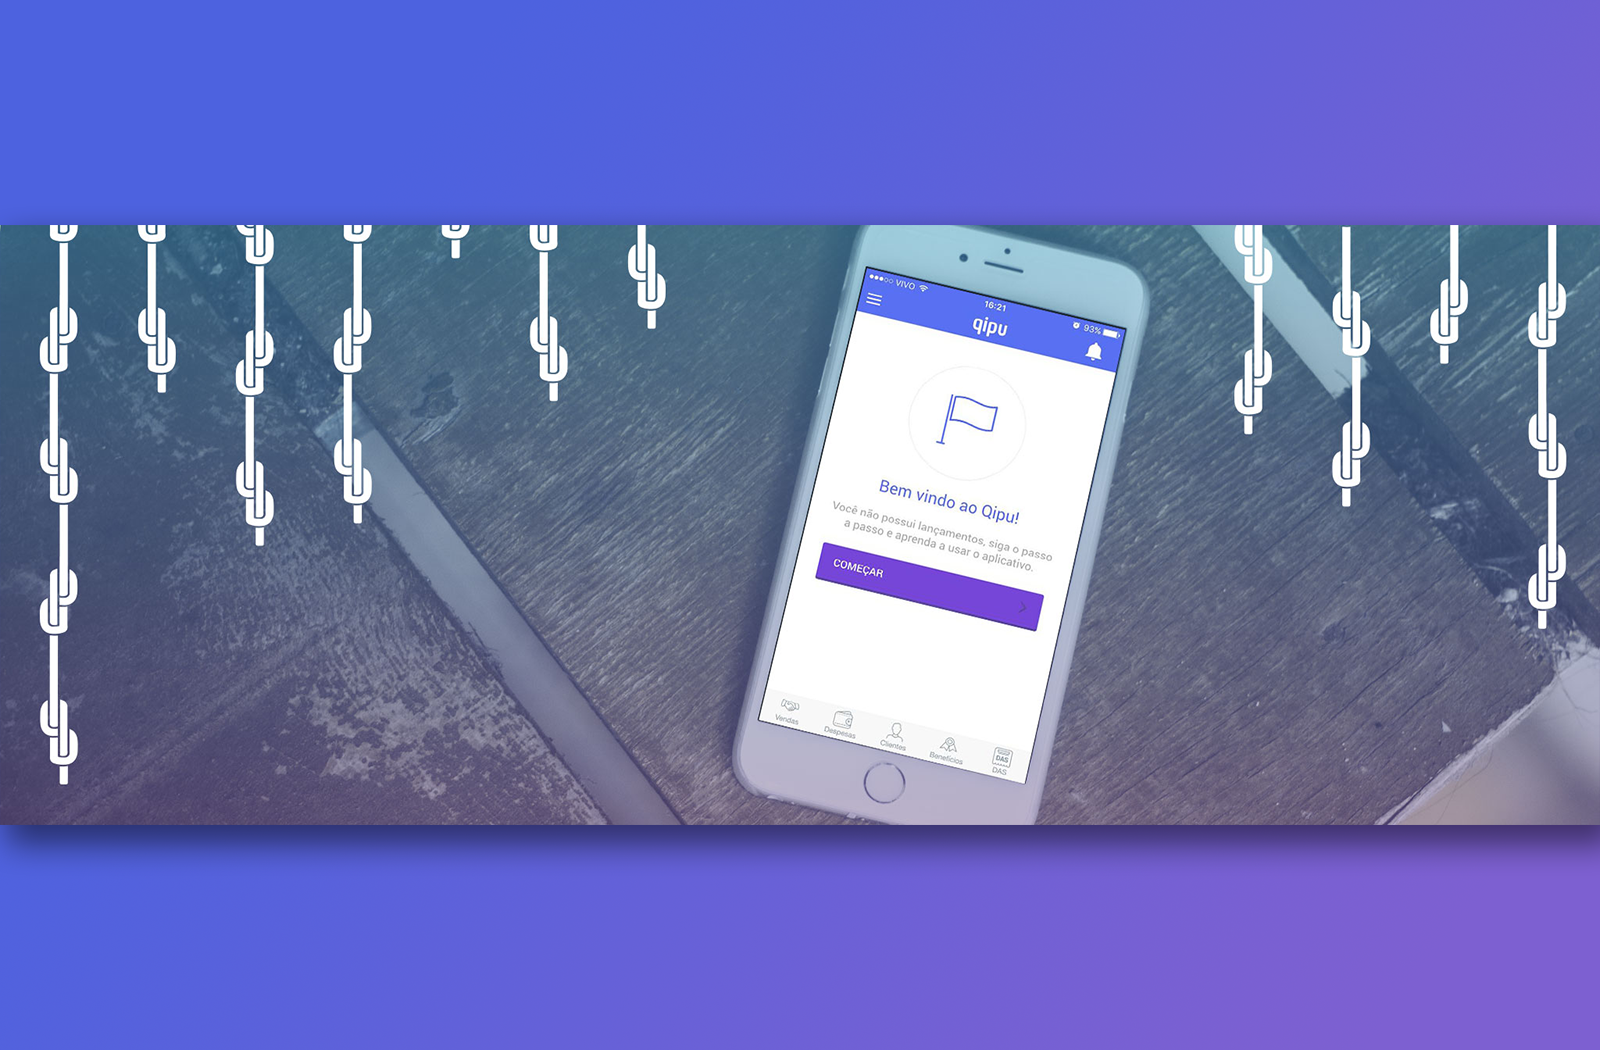 VIVO
16:21
93%
qipu
Bem vindo ao Qipu!
Você não possui lançamentos, siga o passo
a passo e aprenda a usar o aplicativo.
COMEÇAR
Vendas
Despesas
Clientes
Benefícios
DAS
DAS